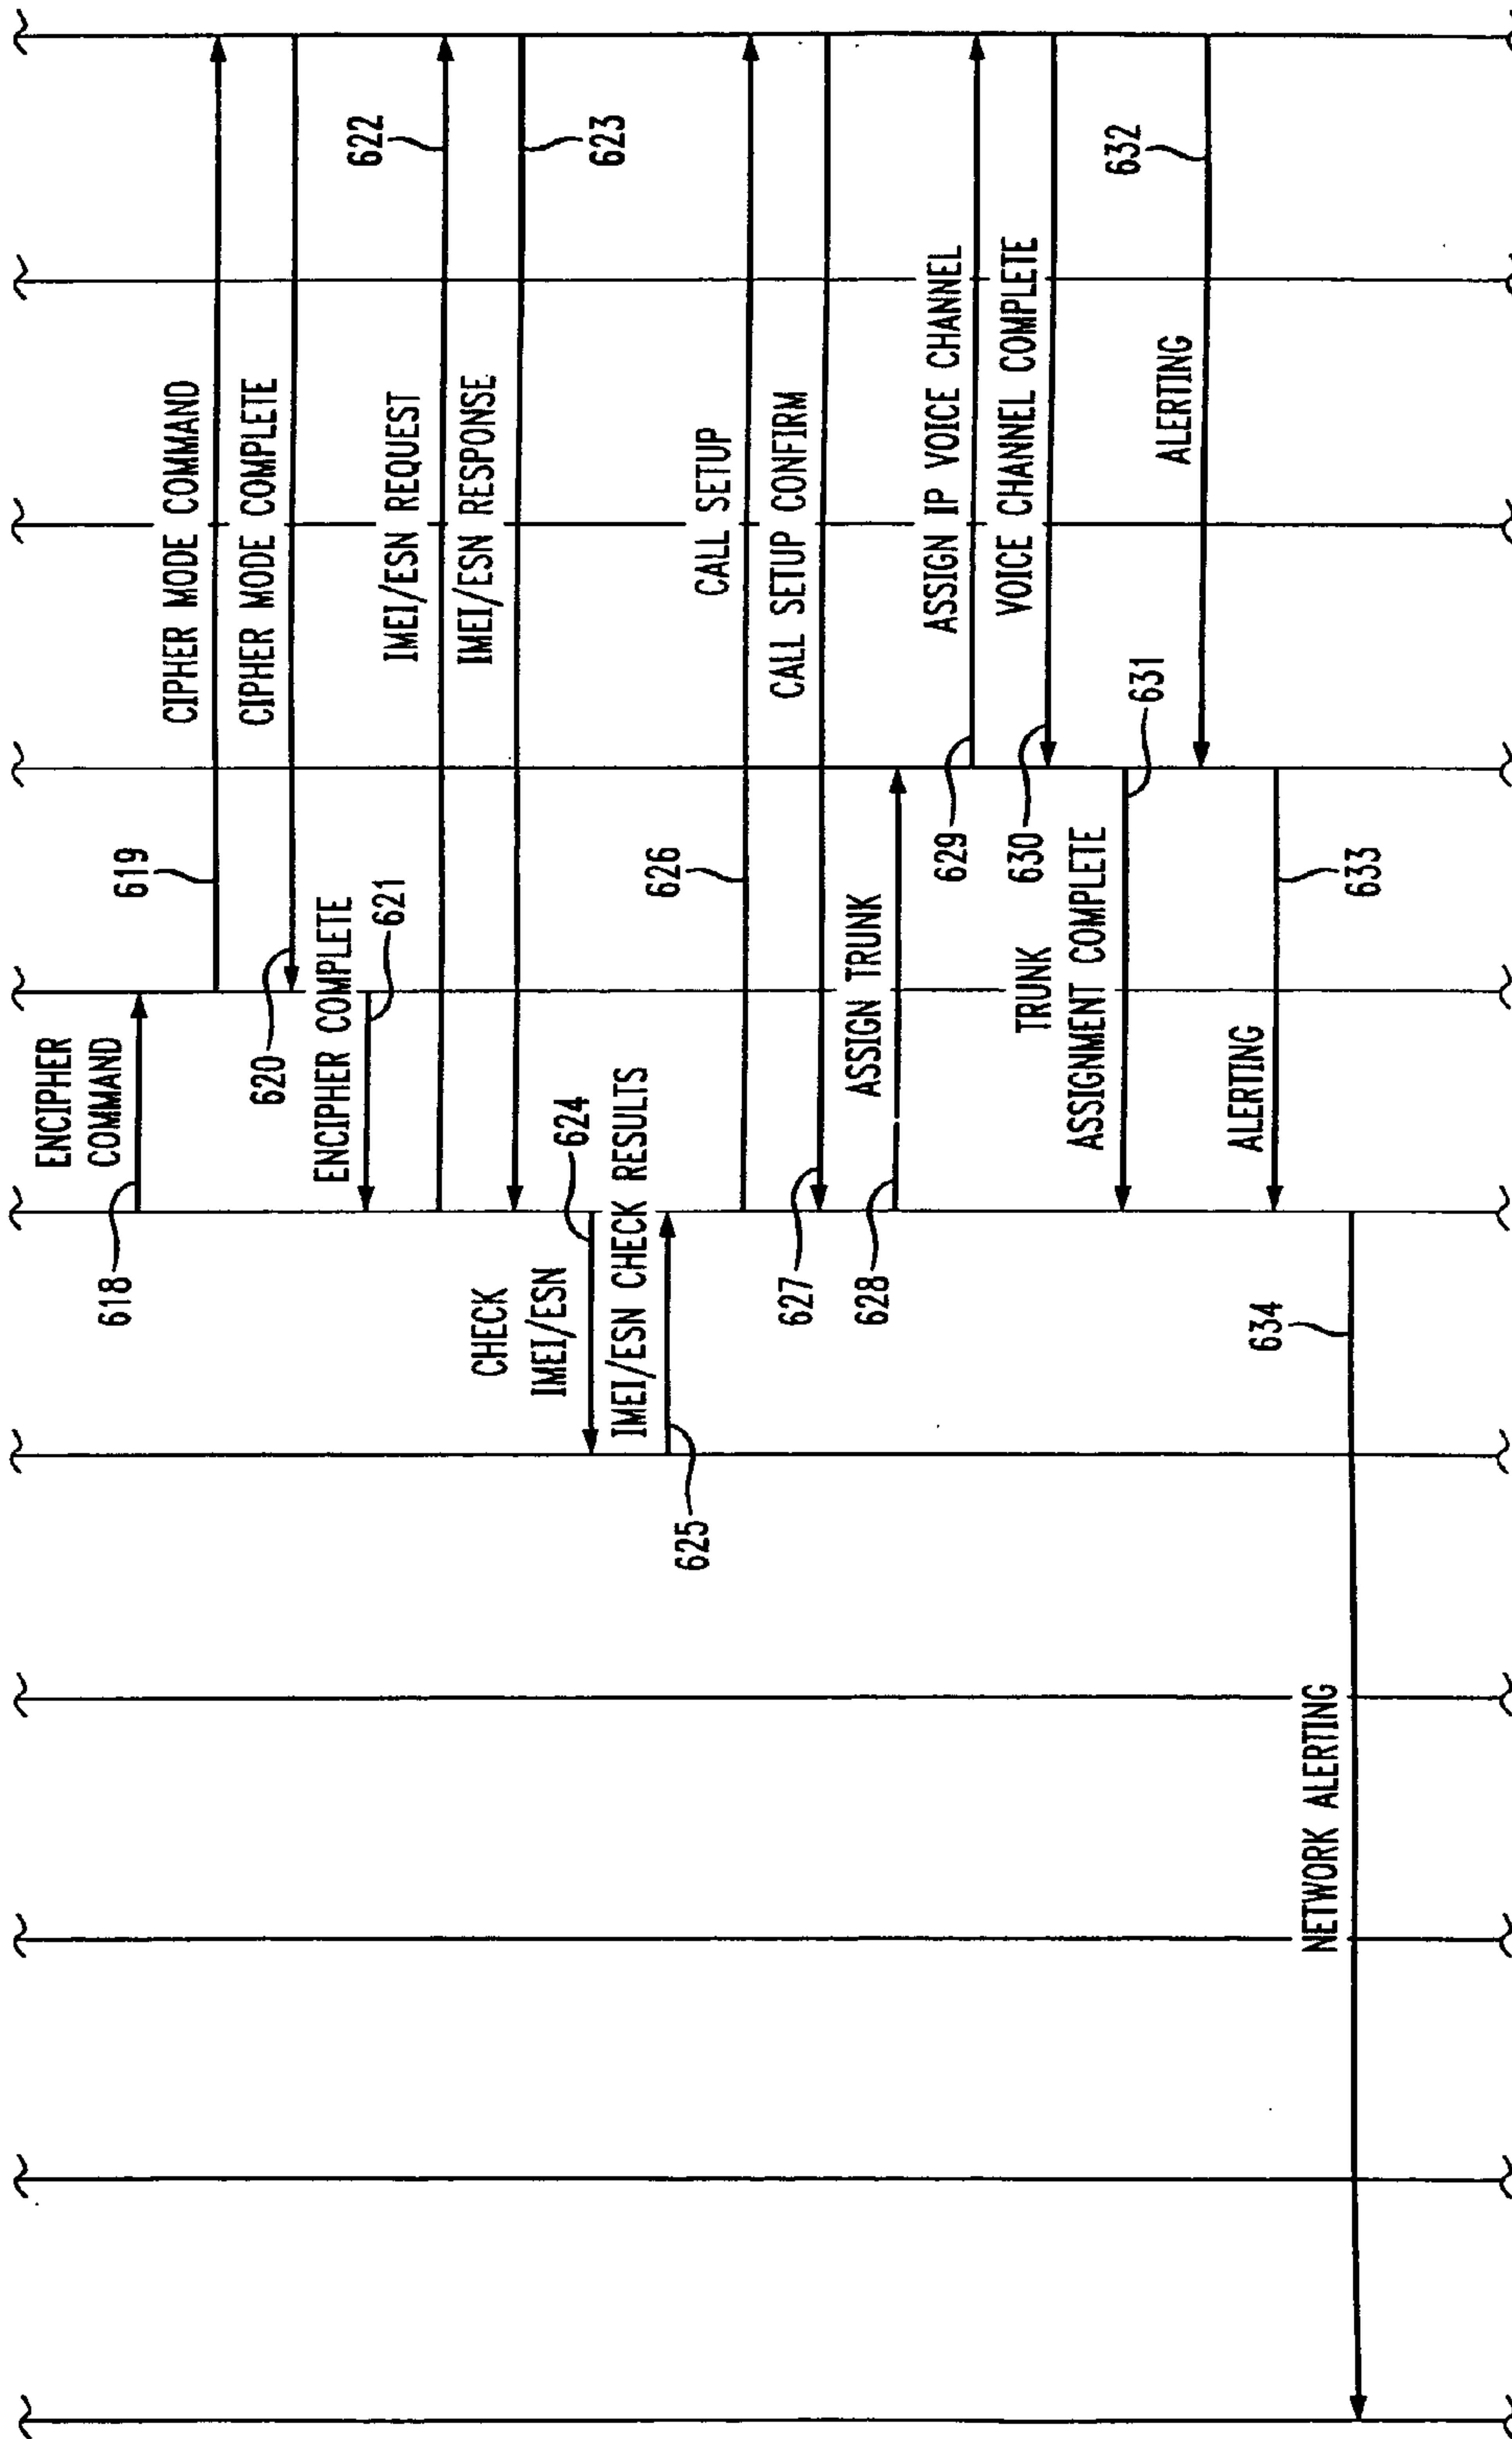 ENCIPHER
COMMAND
618
CIPHER MODE COMMAND
619
CIPHER MODE COMPLETE
620
ENCIPHER COMPLETE
621
IMEI/ESN REQUEST
622
IMEI/ESN RESPONSE
623
CHECK
IMEI/ESN
624
IMEI/ESN CHECK RESULTS
625
CALL SETUP
626
CALL SETUP CONFIRM
627
ASSIGN TRUNK
628
ASSIGN IP VOICE CHANNEL
629
VOICE CHANNEL COMPLETE
630
TRUNK
ASSIGNMENT COMPLETE
631
ALERTING
632
ALERTING
633
NETWORK ALERTING
634